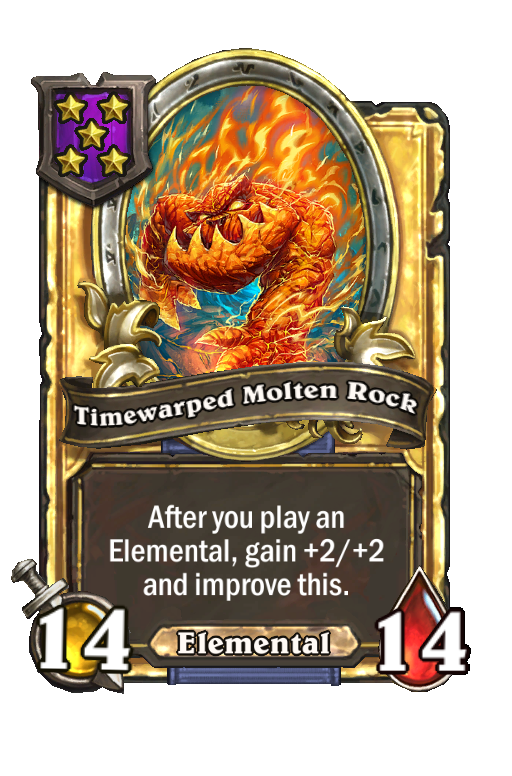 Timewarped Molten Rock
After you play an
Elemental, gain +2/+2
and improve this.
14
Elemental
14